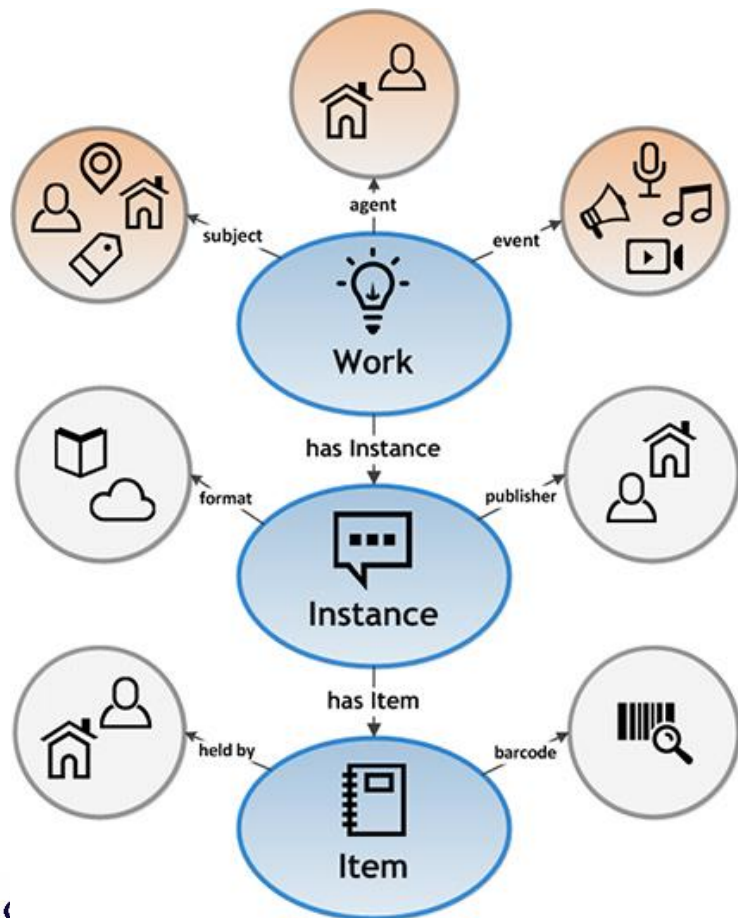 agent
subject
event
Work
has Instance
format
publisher
Instance
has Item
held by
barcode
Item